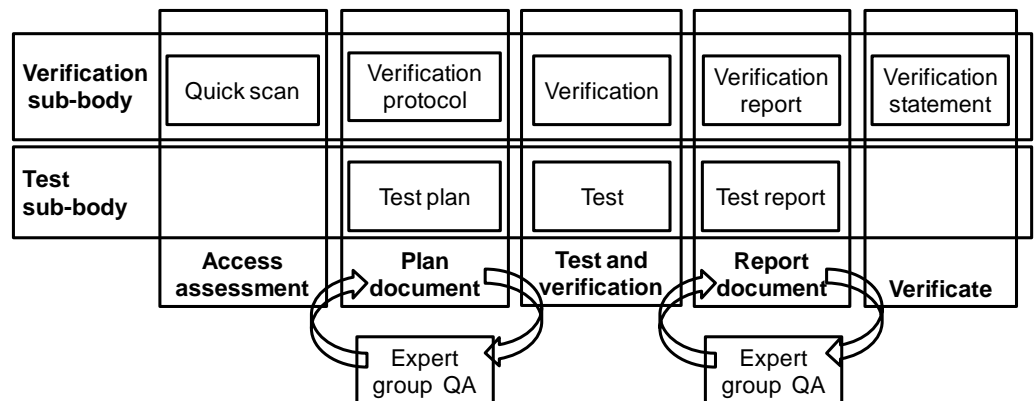 Verification
sub-body
Quick scan
Verification
protocol
Verification
Verification
report
Verification
statement
Test
sub-body
Test plan
Test
Test report
Access
assessment
Plan
document
Test and
verification
Report
document
Verificate
Expert
group QA
Expert
group QA